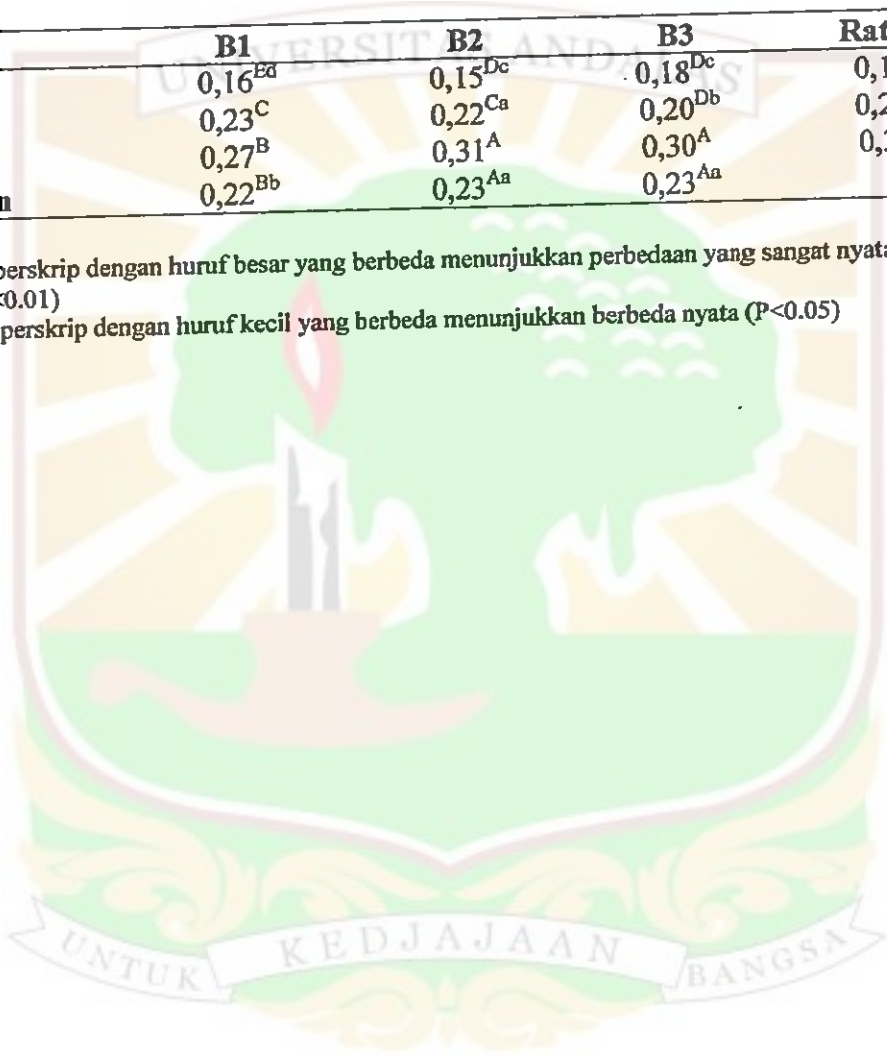 B1 B2 B3 Rat
0,16^Ed 0,15^Dc 0,18^Dc 0,1
0,23^C 0,22^Ca 0,20^Db 0,2
0,27^B 0,31^A 0,30^A 0,
n 0,22^Bb 0,23^Aa 0,23^Aa
perskrip dengan huruf besar yang berbeda menunjukkan perbedaan yang sangat nyata
<0.01)
perskrip dengan huruf kecil yang berbeda menunjukkan berbeda nyata (P<0.05)
UNIVERSITAS ANDALAS
UNTUK KEDJAJAAN BANGSA